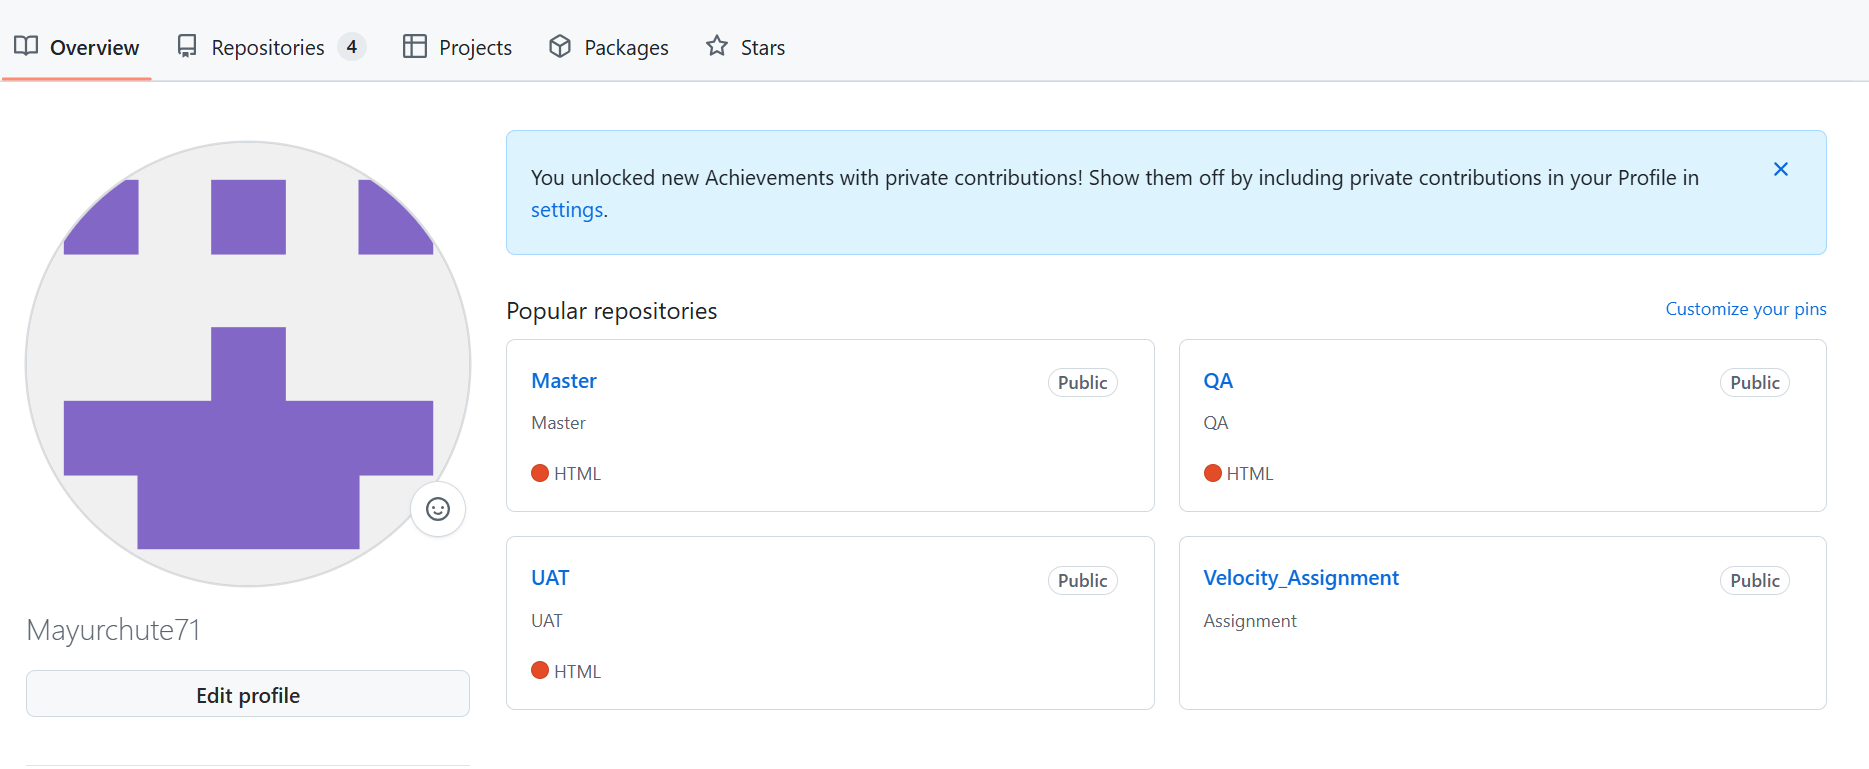 Overview
Repositories 4
Projects
Packages
Stars
You unlocked new Achievements with private contributions! Show them off by including private contributions in your Profile in
settings.
Popular repositories
Customize your pins
Master
Public
Master
HTML
QA
Public
QA
HTML
UAT
Public
UAT
HTML
Velocity_Assignment
Public
Assignment
Mayurchute71
Edit profile